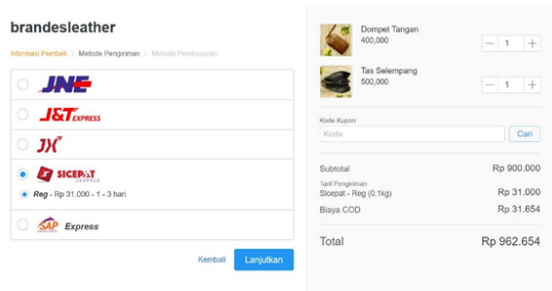 brandesleather
Informasi Pembeli > Metode Pengiriman > Metode Pembayaran
JNE
J&T EXPRESS
JX
SICEPAT
EKSPRES
Reg - Rp 31.000 - 1 - 3 hari
SAP Express
Kembali
Lanjutkan
Dompet Tangan
400,000
— 1 +
Tas Selempang
500,000
— 1 +
Kode Kupon
Kode
Cari
Subtotal Rp 900.000
Tarif Pengiriman
Sicepat - Reg (0.1kg) Rp 31.000
Biaya COD Rp 31.654
Total Rp 962.654